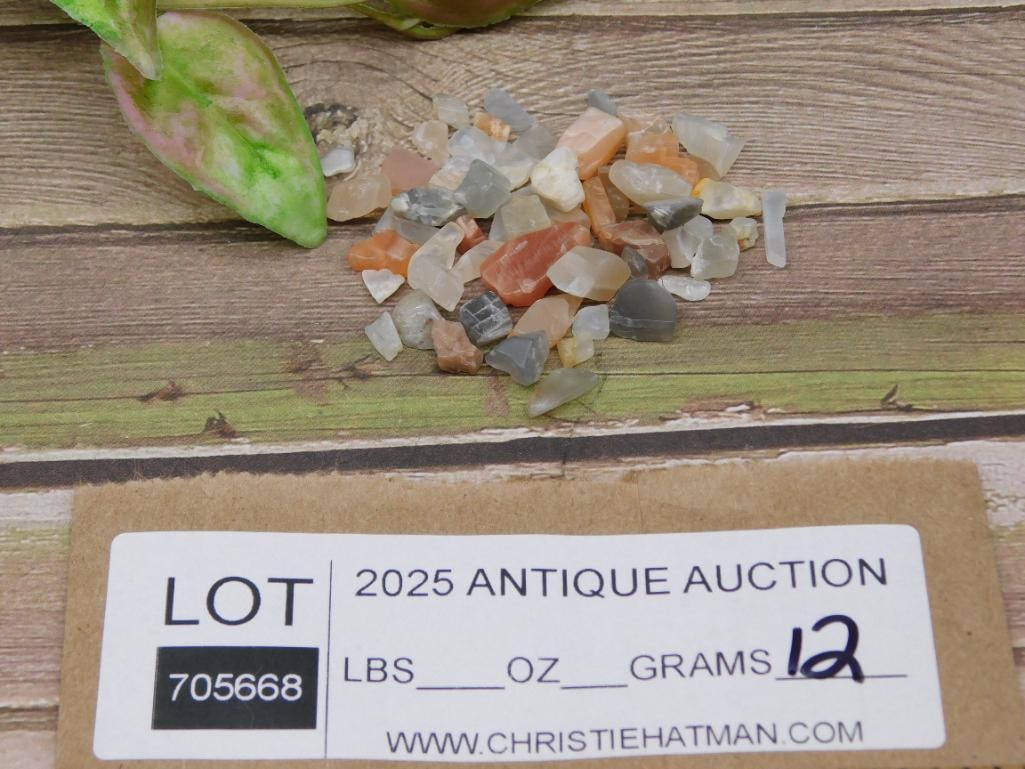 LOT
705668
2025 ANTIQUE AUCTION
LBS____OZ___GRAMS 12
WWW.CHRISTIEHATMAN.COM